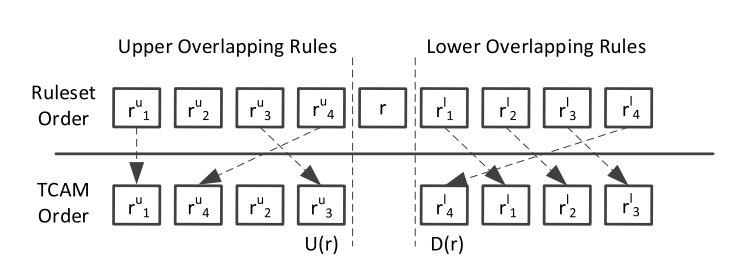 Upper Overlapping Rules Lower Overlapping Rules
Ruleset Order r^u_1 r^u_2 r^u_3 r^u_4 r r^l_1 r^l_2 r^l_3 r^l_4
TCAM Order r^u_1 r^u_4 r^u_2 r^u_3 r^l_4 r^l_1 r^l_2 r^l_3
U(r) D(r)